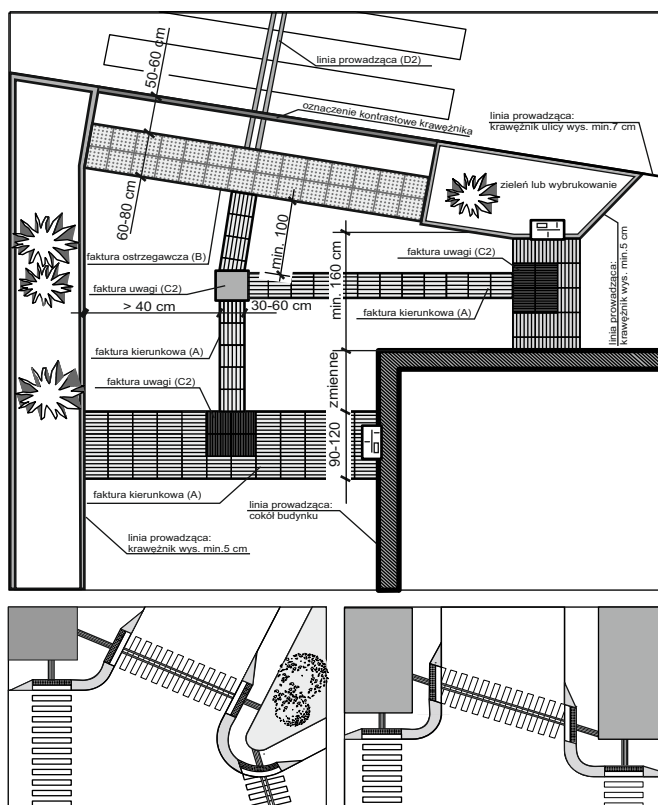 50-60 cm
linia prowadząca (D2)
oznaczenie kontrastowe krawężnika
linia prowadząca:
krawężnik ulicy wys. min.7 cm
60-80 cm
zieleń lub wybrukowanie
min. 100
faktura ostrzegawcza (B)
min. 160 cm
faktura uwagi (C2)
linia prowadząca:
krawężnik wys. min.5 cm
faktura uwagi (C2)
> 40 cm
30-60 cm
faktura kierunkowa (A)
faktura kierunkowa (A)
zmienne
faktura uwagi (C2)
90-120
faktura kierunkowa (A)
linia prowadząca:
cokół budynku
linia prowadząca:
krawężnik wys. min.5 cm